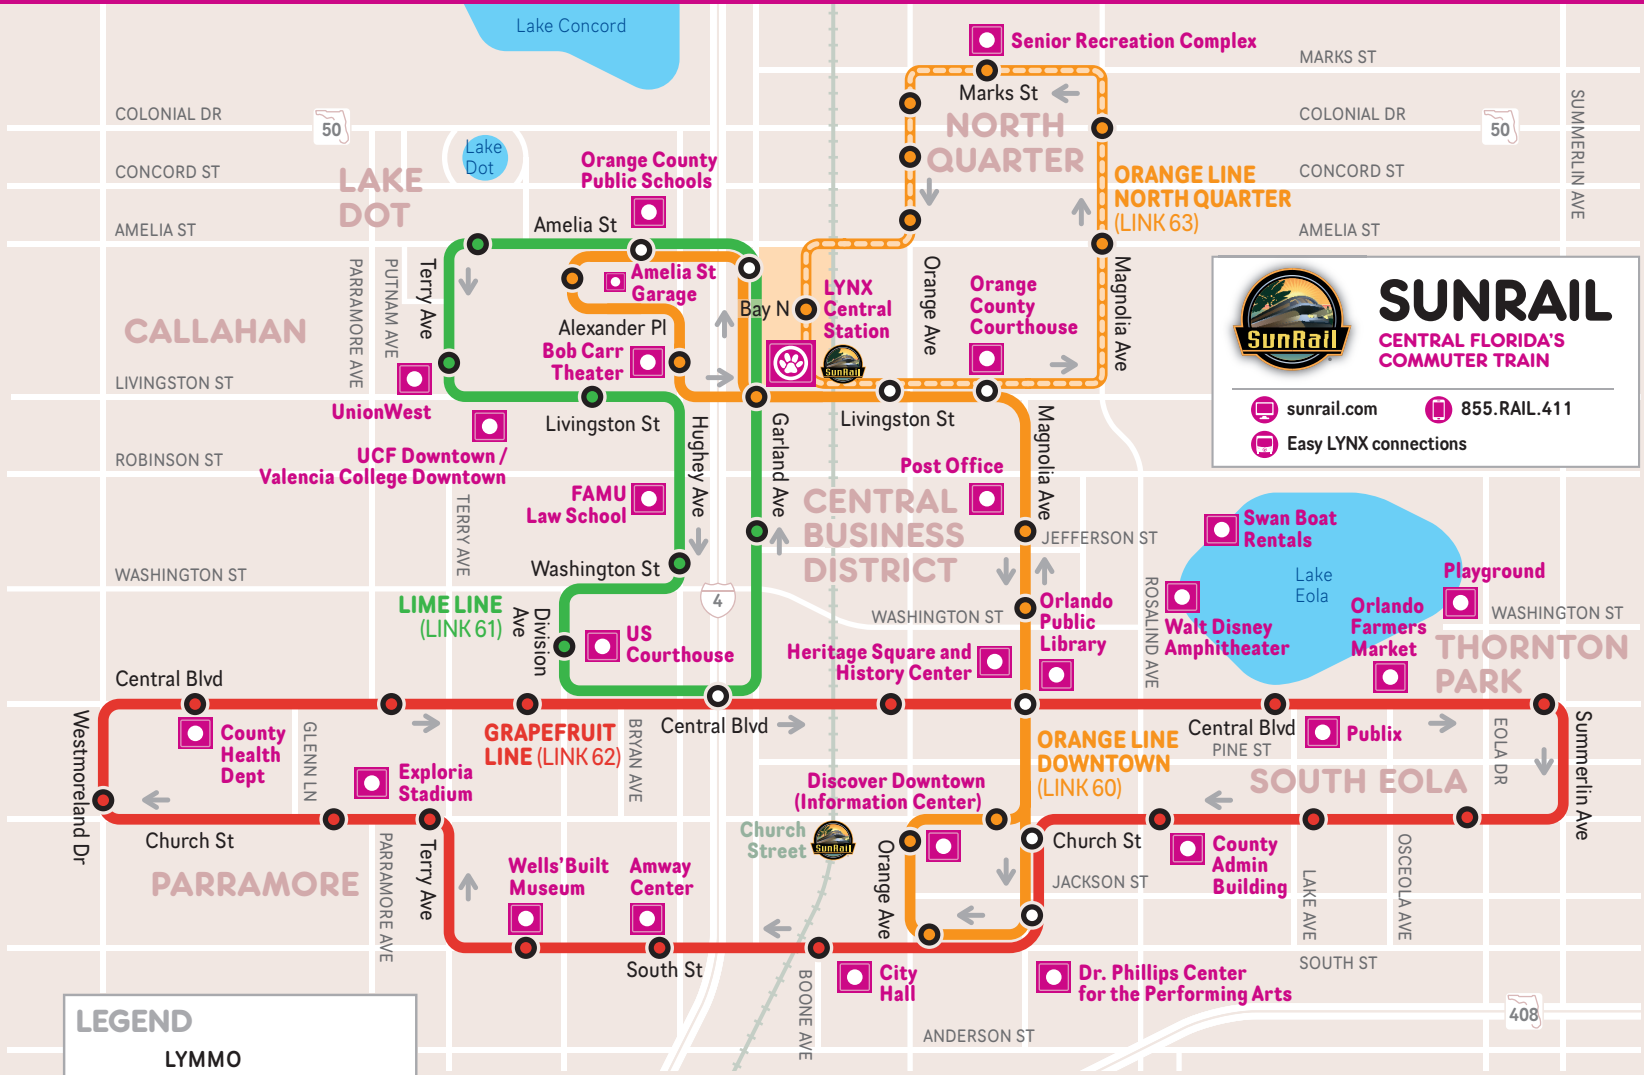 Lake Concord
Senior Recreation Complex
MARKS ST
Marks St
COLONIAL DR
50
COLONIAL DR
50
SUMMERLIN AVE
NORTH
QUARTER
Lake
Dot
Orange County
Public Schools
CONCORD ST
CONCORD ST
LAKE
DOT
ORANGE LINE
NORTH QUARTER
(LINK 63)
AMELIA ST
Amelia St
AMELIA ST
PARRAMORE AVE
PUTNAM AVE
Terry Ave
Amelia St
Garage
Bay N
LYNX
Central
Station
SunRail
Orange Ave
Orange
County
Courthouse
Magnolia Ave
SunRail
SUNRAIL
CENTRAL FLORIDA'S
COMMUTER TRAIN
sunrail.com
855.RAIL.411
Easy LYNX connections
CALLAHAN
Alexander Pl
Bob Carr
Theater
LIVINGSTON ST
UnionWest
Livingston St
Livingston St
Hughey Ave
Garland Ave
Magnolia Ave
UCF Downtown /
Valencia College Downtown
ROBINSON ST
Post Office
FAMU
Law School
TERRY AVE
CENTRAL
BUSINESS
DISTRICT
JEFFERSON ST
Swan Boat
Rentals
Lake
Eola
Playground
WASHINGTON ST
Washington St
4
WASHINGTON ST
WASHINGTON ST
LIME LINE
(LINK 61)
Division
Ave
US
Courthouse
Orlando
Public
Library
ROSALIND AVE
Walt Disney
Amphitheater
Orlando
Farmers
Market
THORNTON
PARK
Heritage Square and
History Center
Central Blvd
Central Blvd
Central Blvd
PINE ST
Publix
Westmoreland Dr
County
Health
Dept
GLENN LN
GRAPEFRUIT
LINE (LINK 62)
BRYAN AVE
ORANGE LINE
DOWNTOWN
(LINK 60)
SOUTH EOLA
EOLA DR
Summerlin Ave
Exploria
Stadium
Discover Downtown
(Information Center)
Church St
Church
Street
SunRail
Church St
PARRAMORE
PARRAMORE AVE
Terry Ave
Wells'Built
Museum
Amway
Center
Orange Ave
JACKSON ST
County
Admin
Building
LAKE AVE
OSCEOLA AVE
South St
BOONE AVE
City
Hall
Dr. Phillips Center
for the Performing Arts
SOUTH ST
408
ANDERSON ST
LEGEND
LYMMO